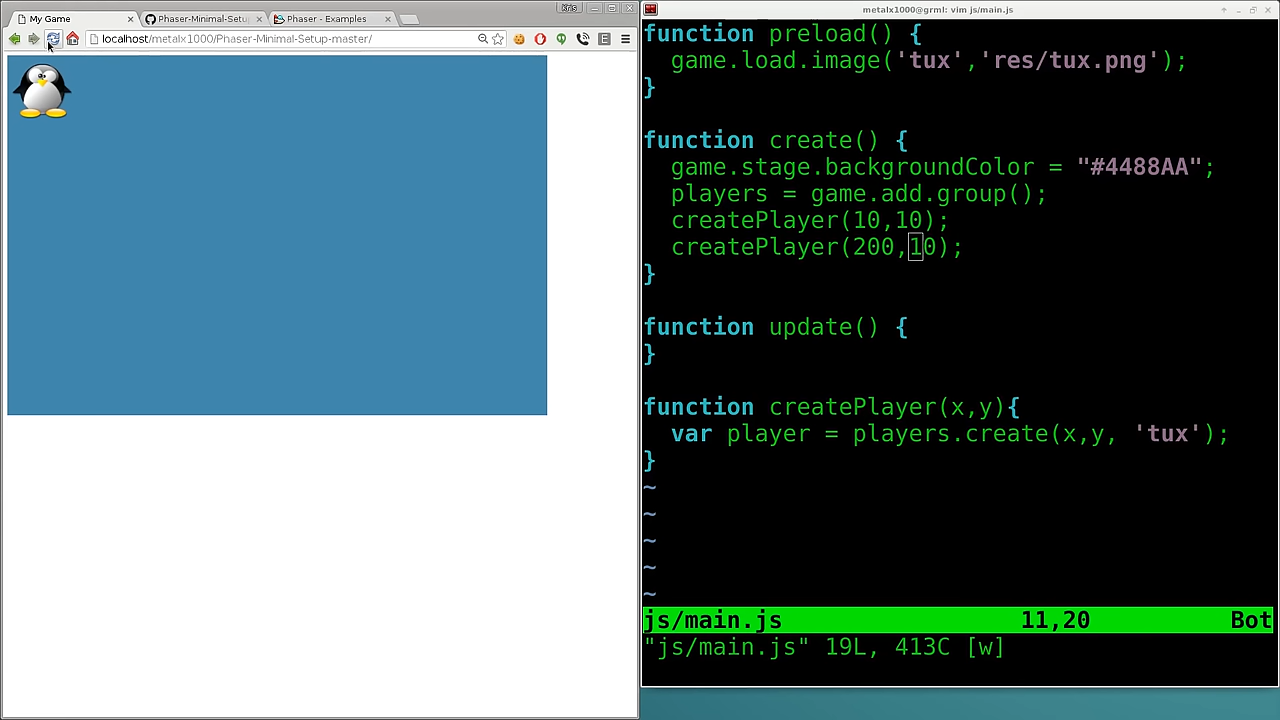 Kris
My Game
Phaser-Minimal-Setu
Phaser - Examples
localhost/metalx1000/Phaser-Minimal-Setup-master/
E
metalx1000@grml: vim js/main.js
function preload() {
game.load.image('tux','res/tux.png');
}
function create() {
game.stage.backgroundColor = "#4488AA";
players = game.add.group();
createPlayer(10,10);
createPlayer(200,10);
}
function update() {
}
function createPlayer(x,y){
var player = players.create(x,y, 'tux');
}
~
~
~
~
~
js/main.js 11,20 Bot
"js/main.js" 19L, 413C [w]